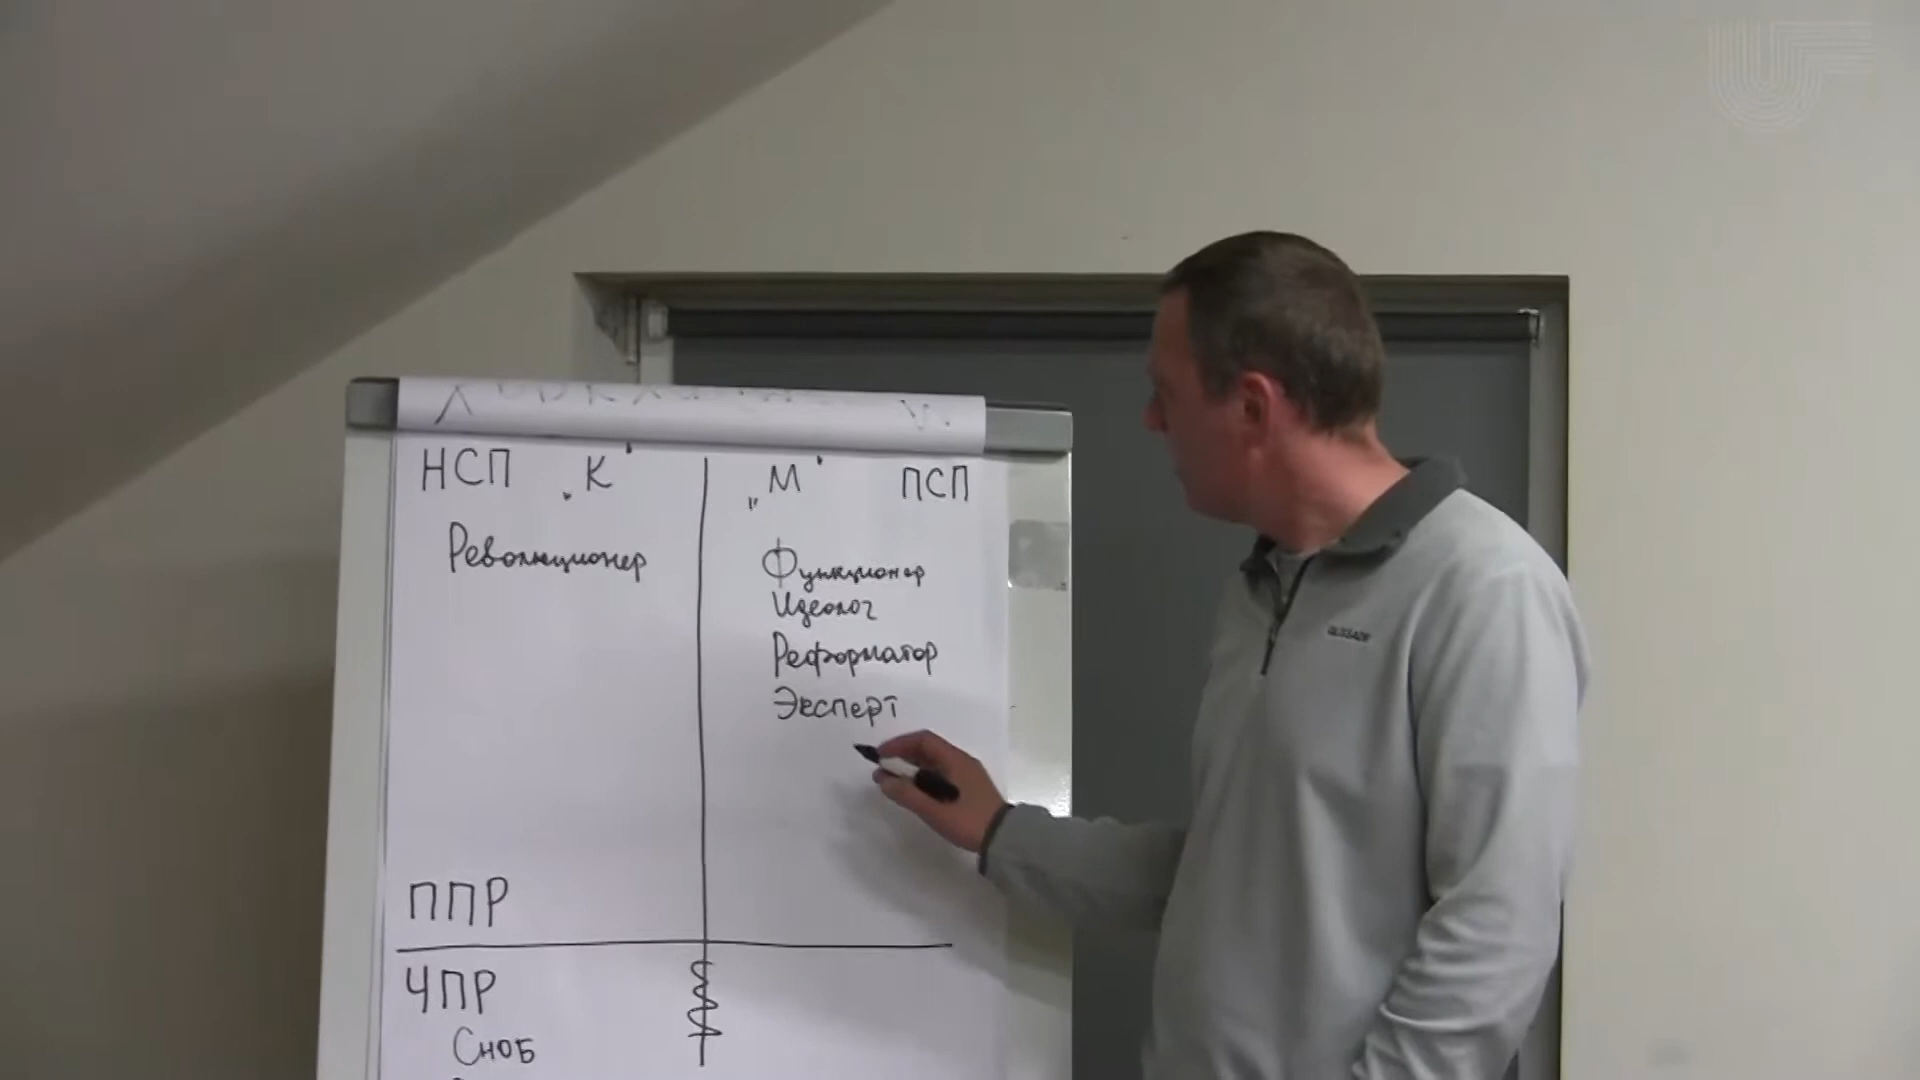 НСП „К"
„М" ПСП
Революционер
Функционер
Идеолог
Реформатор
Эксперт
ППР
ЧПР
Сноб